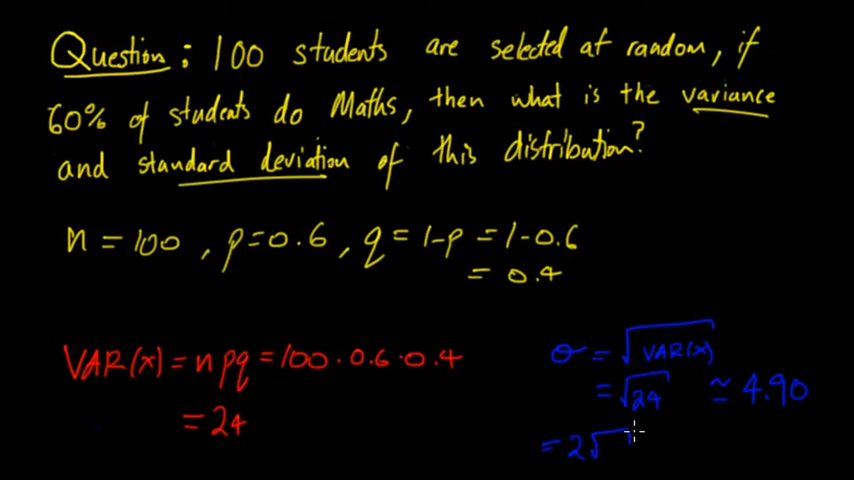 Question: 100 students are selected at random, if
60% of students do Maths, then what is the variance
and standard deviation of this distribution?
n = 100, p = 0.6, q = 1-p = 1-0.6
= 0.4
VAR(X) = npq = 100 · 0.6 · 0.4
= 24
σ = √VAR(X)
= √24 ≃ 4.90
= 2√